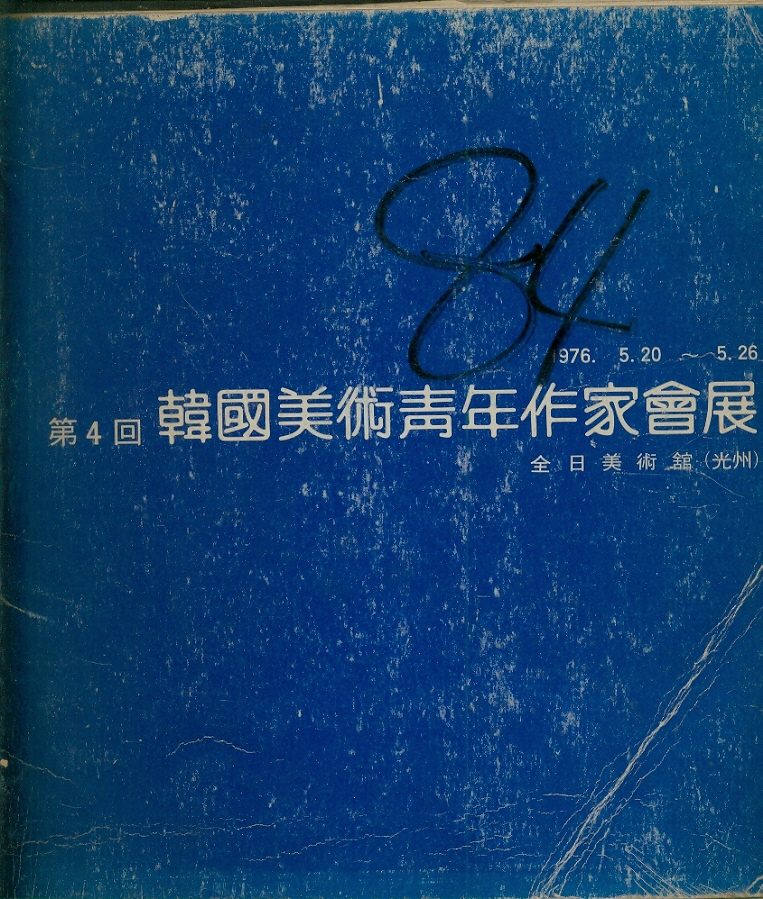 84
1976. 5.20 ~ 5.26
第4回 韓國美術靑年作家會展
全日美術舘(光州)